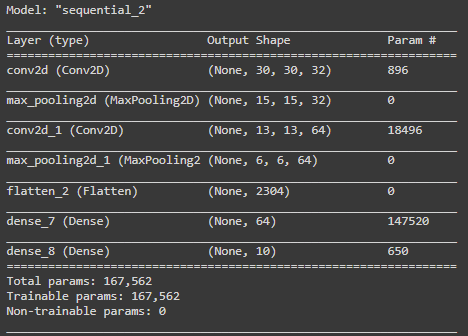 Model: "sequential_2"
Layer (type) Output Shape Param #
conv2d (Conv2D) (None, 30, 30, 32) 896
max_pooling2d (MaxPooling2D) (None, 15, 15, 32) 0
conv2d_1 (Conv2D) (None, 13, 13, 64) 18496
max_pooling2d_1 (MaxPooling2 (None, 6, 6, 64) 0
flatten_2 (Flatten) (None, 2304) 0
dense_7 (Dense) (None, 64) 147520
dense_8 (Dense) (None, 10) 650
Total params: 167,562
Trainable params: 167,562
Non-trainable params: 0